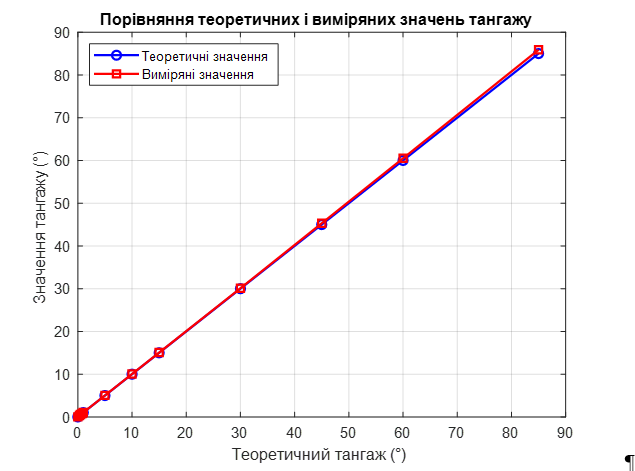 Порівняння теоретичних і виміряних значень тангажу
90
80
70
60
50
40
30
20
10
0
Теоретичні значення
Виміряні значення
Значення тангажу (°)
0 10 20 30 40 50 60 70 80 90
Теоретичний тангаж (°)
¶